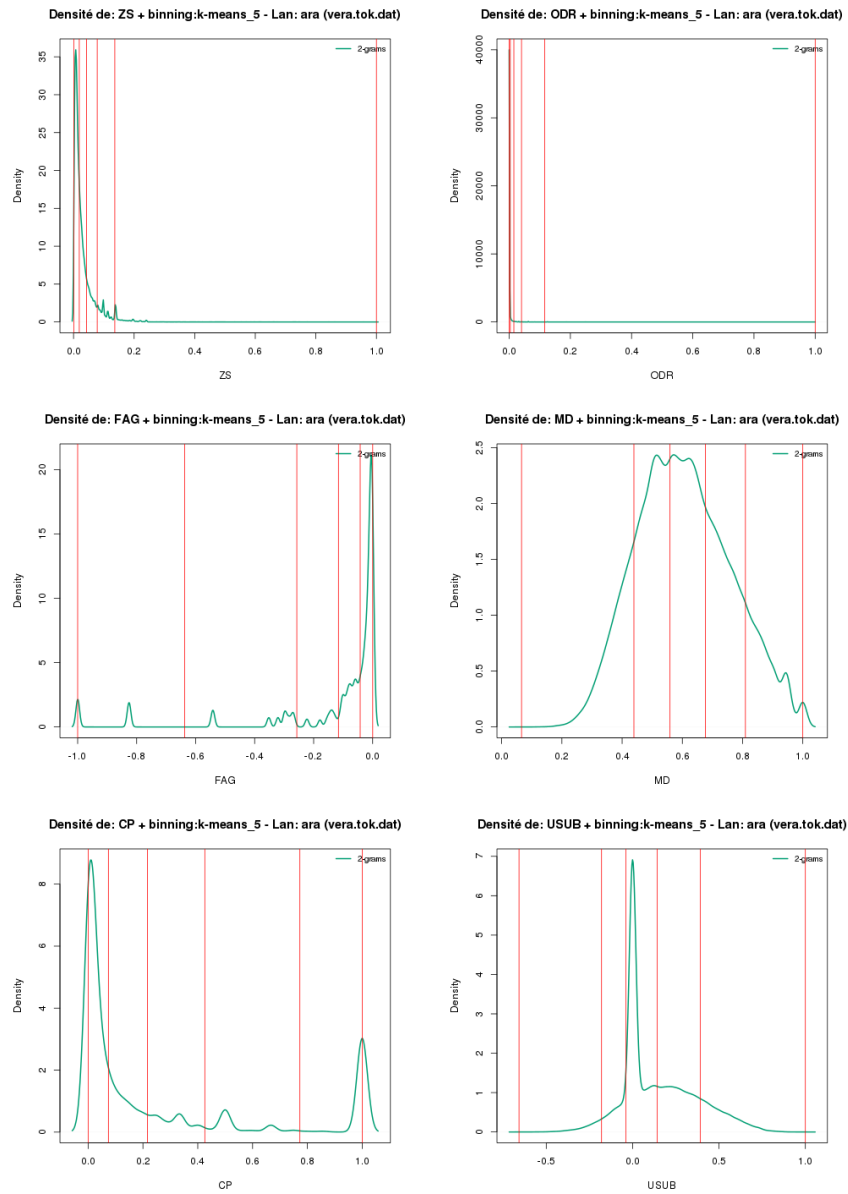 Densité de: ZS + binning:k-means_5 - Lan: ara (vera.tok.dat)
2-grams
Density
0 5 10 15 20 25 30 35
0.0 0.2 0.4 0.6 0.8 1.0
ZS
Densité de: ODR + binning:k-means_5 - Lan: ara (vera.tok.dat)
2-grams
Density
0 10000 20000 30000 40000
0.0 0.2 0.4 0.6 0.8 1.0
ODR
Densité de: FAG + binning:k-means_5 - Lan: ara (vera.tok.dat)
2-grams
Density
0 5 10 15 20
-1.0 -0.8 -0.6 -0.4 -0.2 0.0
FAG
Densité de: MD + binning:k-means_5 - Lan: ara (vera.tok.dat)
2-grams
Density
0.0 0.5 1.0 1.5 2.0 2.5
0.0 0.2 0.4 0.6 0.8 1.0
MD
Densité de: CP + binning:k-means_5 - Lan: ara (vera.tok.dat)
2-grams
Density
0 2 4 6 8
0.0 0.2 0.4 0.6 0.8 1.0
CP
Densité de: USUB + binning:k-means_5 - Lan: ara (vera.tok.dat)
2-grams
Density
0 1 2 3 4 5 6 7
-0.5 0.0 0.5 1.0
USUB